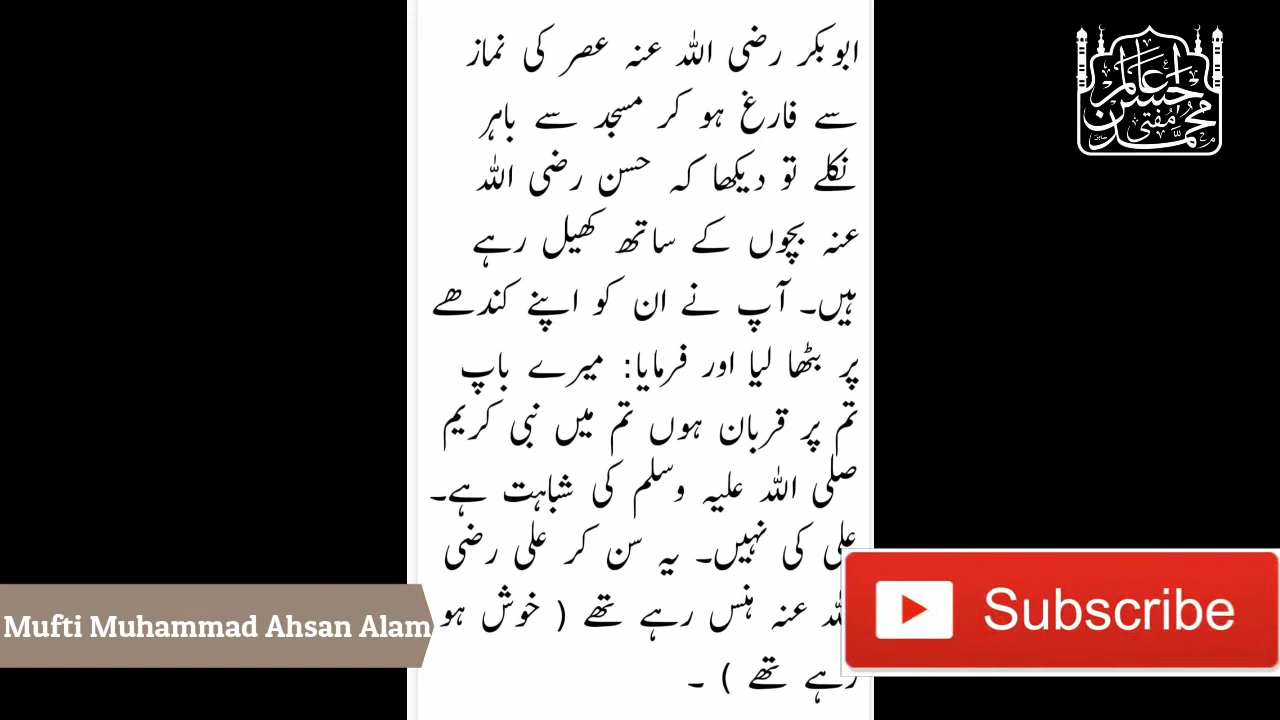 ابوبکر رضی اللہ عنہ عصر کی نماز
سے فارغ ہو کر مسجد سے باہر
نکلے تو دیکھا کہ حسن رضی اللہ
عنہ بچوں کے ساتھ کھیل رہے
ہیں۔ آپ نے ان کو اپنے کندھے
پر بٹھا لیا اور فرمایا: میرے باپ
تم پر قربان ہوں تم میں نبی کریم
صلی اللہ علیہ وسلم کی شباہت ہے۔
علی کی نہیں۔ یہ سن کر علی رضی
اللہ عنہ ہنس رہے تھے ( خوش ہو
رہے تھے ) ۔
مفتی محمد احسن عالم
Mufti Muhammad Ahsan Alam
Subscribe